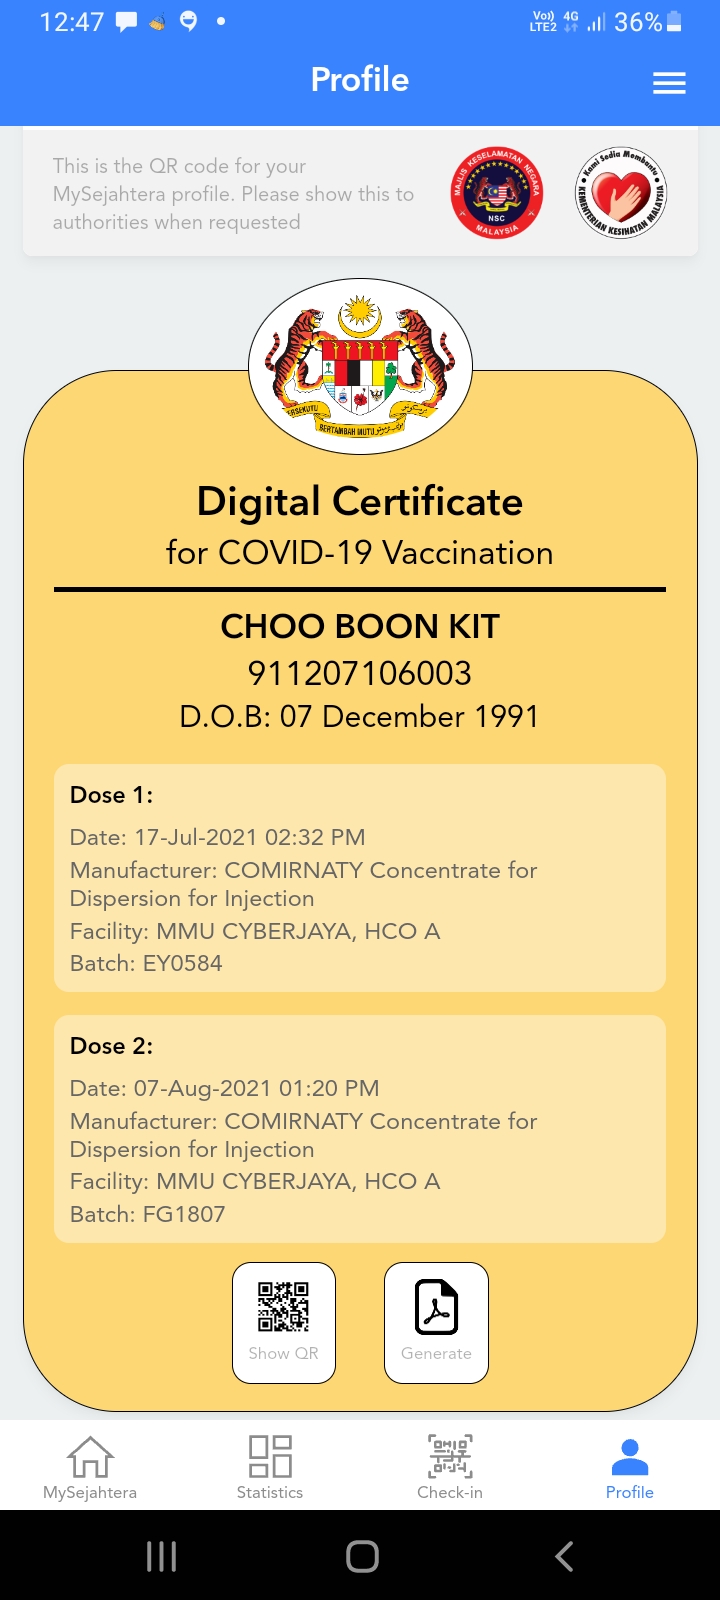 12:47
Vo)) LTE2 4G 36%
Profile
This is the QR code for your
MySejahtera profile. Please show this to
authorities when requested
MAJLIS KESELAMATAN NEGARA
NSC
MALAYSIA
Kami Sedia Membantu
KEMENTERIAN KESIHATAN MALAYSIA
BERTAMBAH MUTU
Digital Certificate
for COVID-19 Vaccination
CHOO BOON KIT
911207106003
D.O.B: 07 December 1991
Dose 1:
Date: 17-Jul-2021 02:32 PM
Manufacturer: COMIRNATY Concentrate for
Dispersion for Injection
Facility: MMU CYBERJAYA, HCO A
Batch: EY0584
Dose 2:
Date: 07-Aug-2021 01:20 PM
Manufacturer: COMIRNATY Concentrate for
Dispersion for Injection
Facility: MMU CYBERJAYA, HCO A
Batch: FG1807
Show QR
Generate
MySejahtera
Statistics
Check-in
Profile